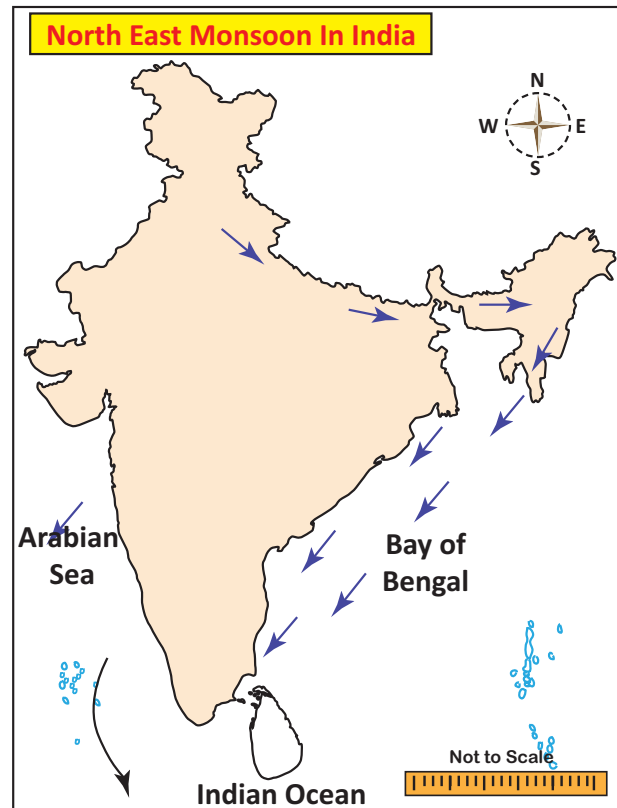 North East Monsoon In India
N
W
E
S
Arabian
Sea
Bay of
Bengal
Not to Scale
Indian Ocean